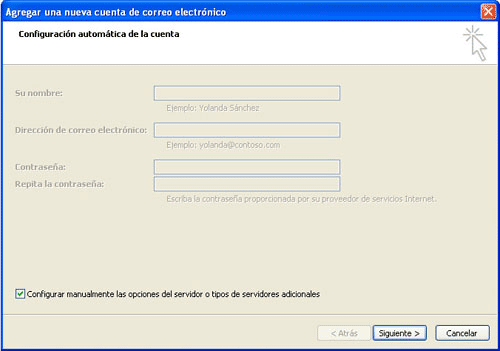 Agregar una nueva cuenta de correo electrónico
Configuración automática de la cuenta
Su nombre:
Ejemplo: Yolanda Sánchez
Dirección de correo electrónico:
Ejemplo: yolanda@contoso.com
Contraseña:
Repita la contraseña:
Escriba la contraseña proporcionada por su proveedor de servicios Internet.
Configurar manualmente las opciones del servidor o tipos de servidores adicionales
< Atrás Siguiente > Cancelar